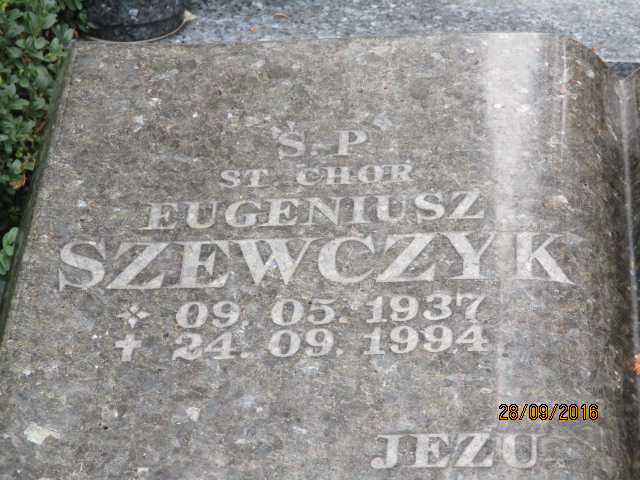 Ś. P
ST. CHOR
EUGENIUSZ
SZEWCZYK
09. 05. 1937
✝ 24. 09. 1994
28/09/2016
JEZU